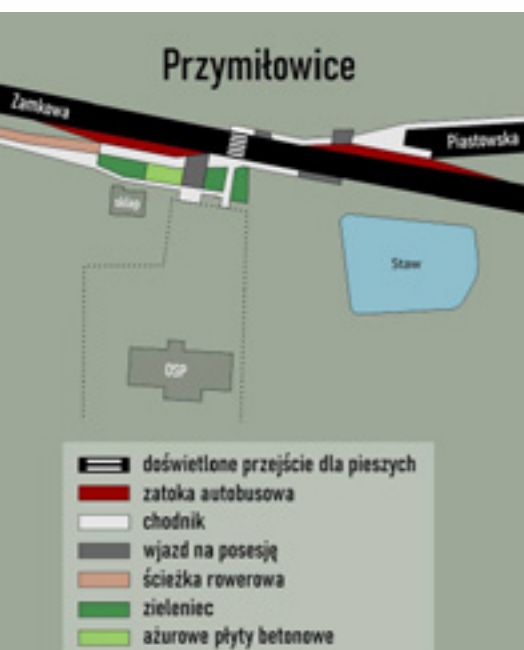 Przymiłowice
Zamkowa
Piastowska
sklep
Staw
OSP
doświetlone przejście dla pieszych
zatoka autobusowa
chodnik
wjazd na posesję
ścieżka rowerowa
zieleniec
ażurowe płyty betonowe